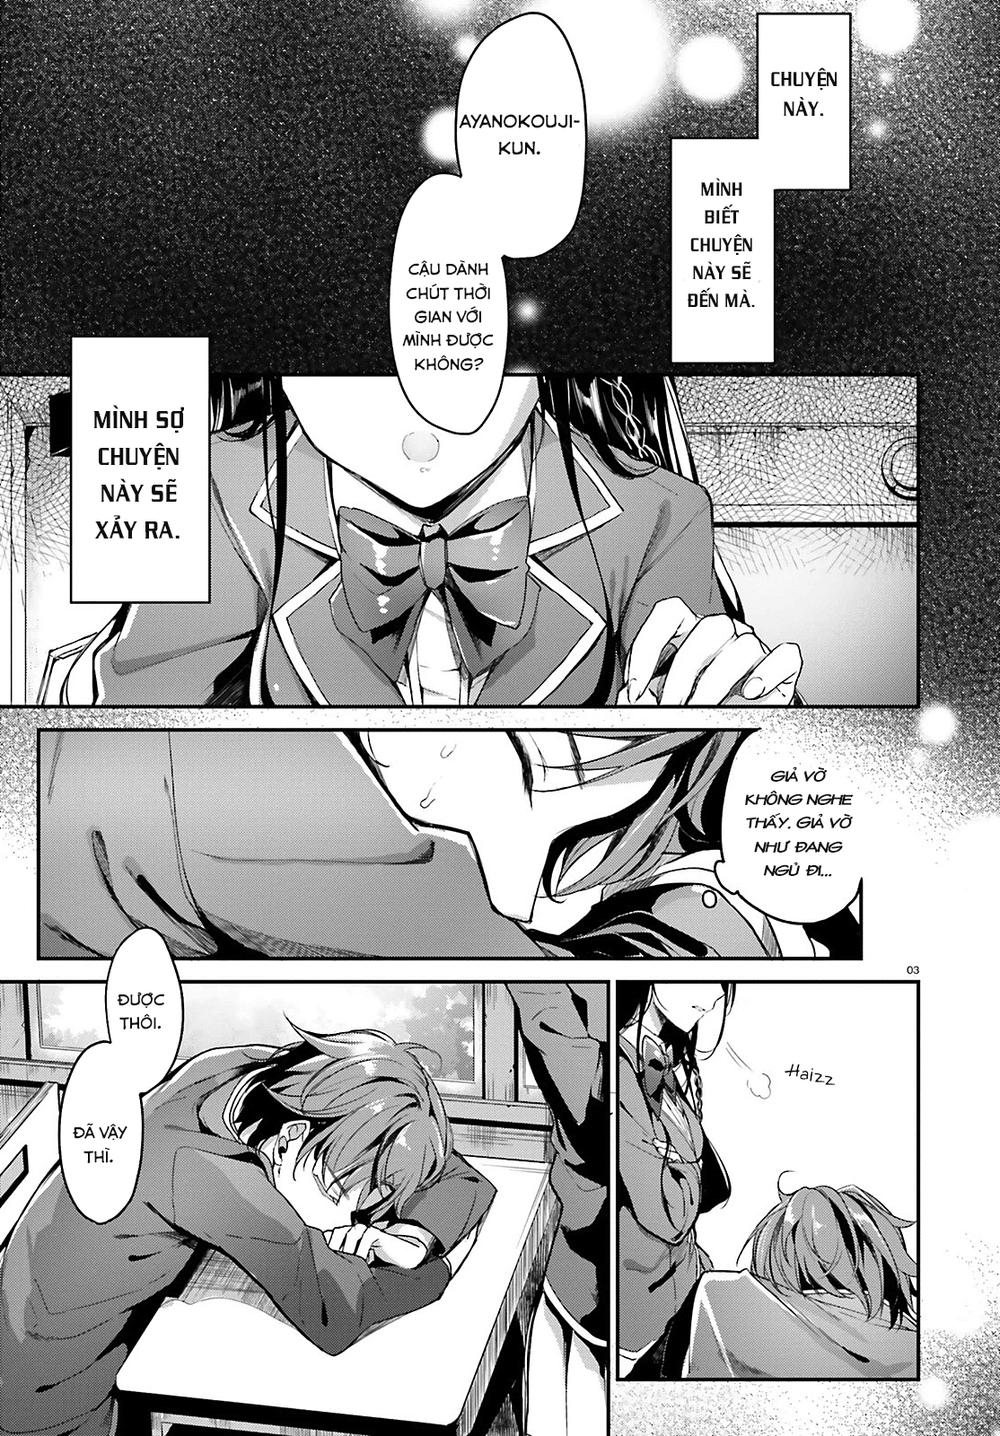 CHUYỆN
NÀY.
MÌNH
BIẾT
CHUYỆN
NÀY SẼ
ĐẾN MÀ.
AYANOKOUJI-
KUN.
CẬU DÀNH
CHÚT THỜI
GIAN VỚI
MÌNH ĐƯỢC
KHÔNG?
MÌNH SỢ
CHUYỆN
NÀY SẼ
XẢY RA.
GIẢ VỜ
KHÔNG NGHE
THẤY. GIẢ VỜ
NHƯ ĐANG
NGỦ ĐI...
03
Haizz
ĐƯỢC
THÔI.
ĐÃ VẬY
THÌ.